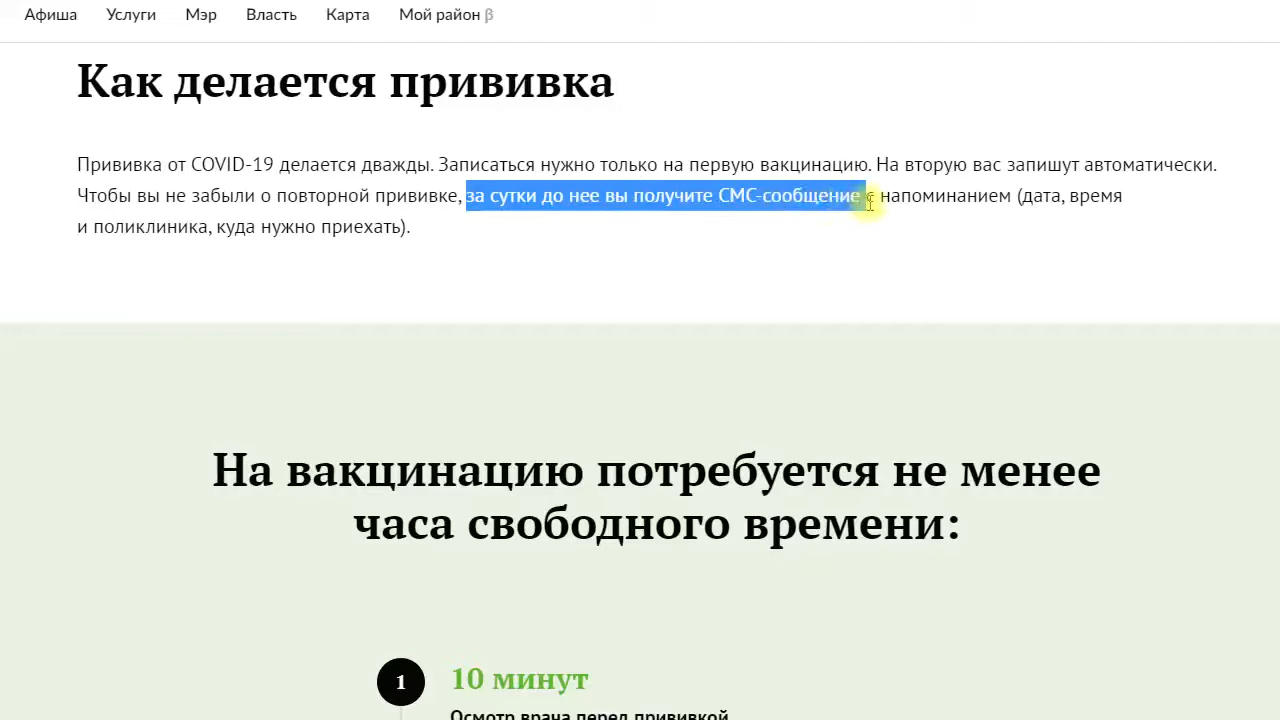 Афиша Услуги Мэр Власть Карта Мой район β
Как делается прививка
Прививка от COVID-19 делается дважды. Записаться нужно только на первую вакцинацию. На вторую вас запишут автоматически.
Чтобы вы не забыли о повторной прививке, за сутки до нее вы получите СМС-сообщение с напоминанием (дата, время
и поликлиника, куда нужно приехать).
На вакцинацию потребуется не менее
часа свободного времени:
1 10 минут
Осмотр врача перед прививкой